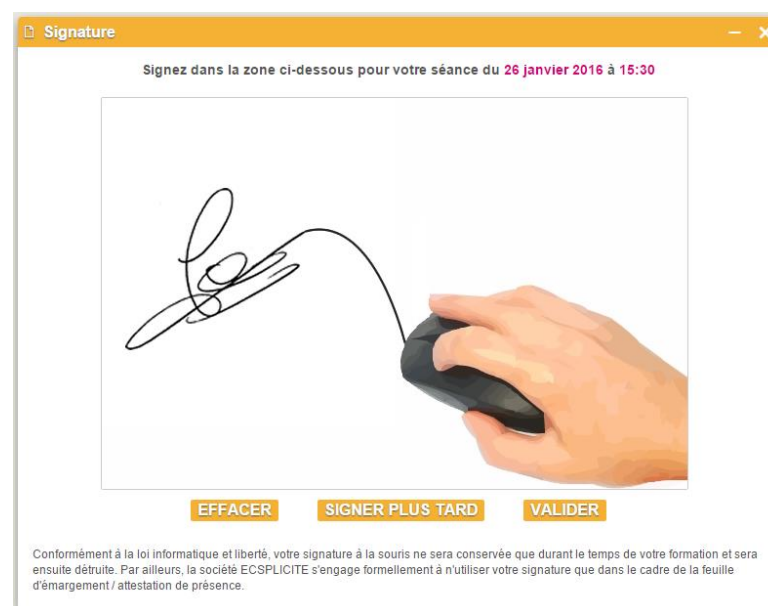 Signature
Signez dans la zone ci-dessous pour votre séance du 26 janvier 2016 à 15:30
EFFACER
SIGNER PLUS TARD
VALIDER
Conformément à la loi informatique et liberté, votre signature à la souris ne sera conservée que durant le temps de votre formation et sera
ensuite détruite. Par ailleurs, la société ECSPLICITE s'engage formellement à n'utiliser votre signature que dans le cadre de la feuille
d'émargement / attestation de présence.